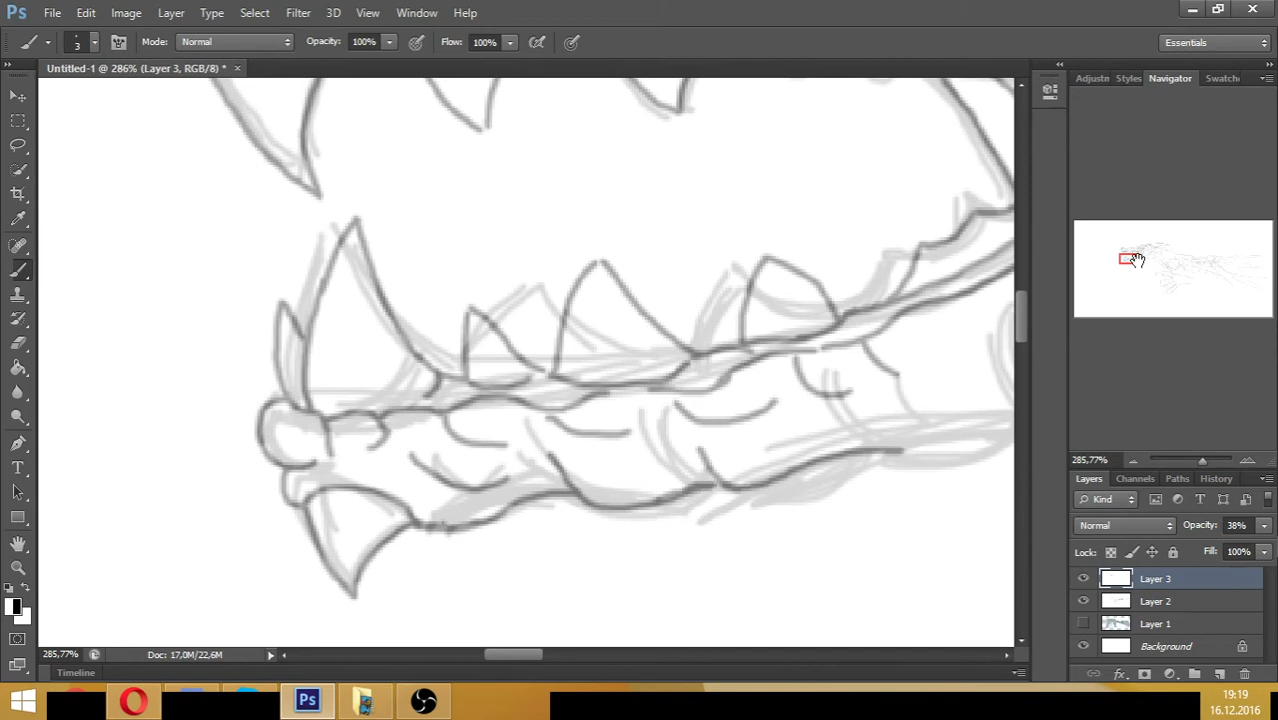 Ps File Edit Image Layer Type Select Filter 3D View Window Help
3 Mode: Normal Opacity: 100% Flow: 100% Essentials
Untitled-1 @ 286% (Layer 3, RGB/8) * ×
Adjustn Styles Navigator Swatch
285,77%
Layers Channels Paths History
Kind
Normal Opacity: 38%
Lock: Fill: 100%
Layer 3
Layer 2
Layer 1
Background
285,77% Doc: 17,0M/22,6M
Timeline
Ps
19:19
16.12.2016